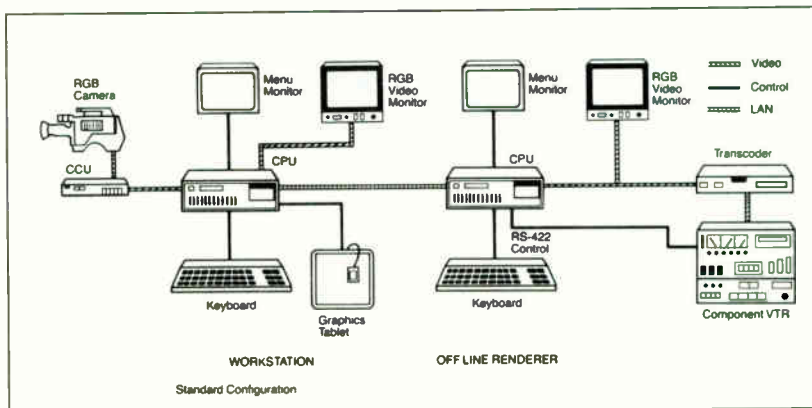 RGB
Camera
CCU
Menu
Monitor
RGB
Video
Monitor
CPU
Keyboard
Graphics
Tablet
WORKSTATION
Menu
Monitor
CPU
RS-422
Control
Keyboard
OFF LINE RENDERER
RGB
Video
Monitor
Video
Control
LAN
Transcoder
Component VTR
Standard Configuration